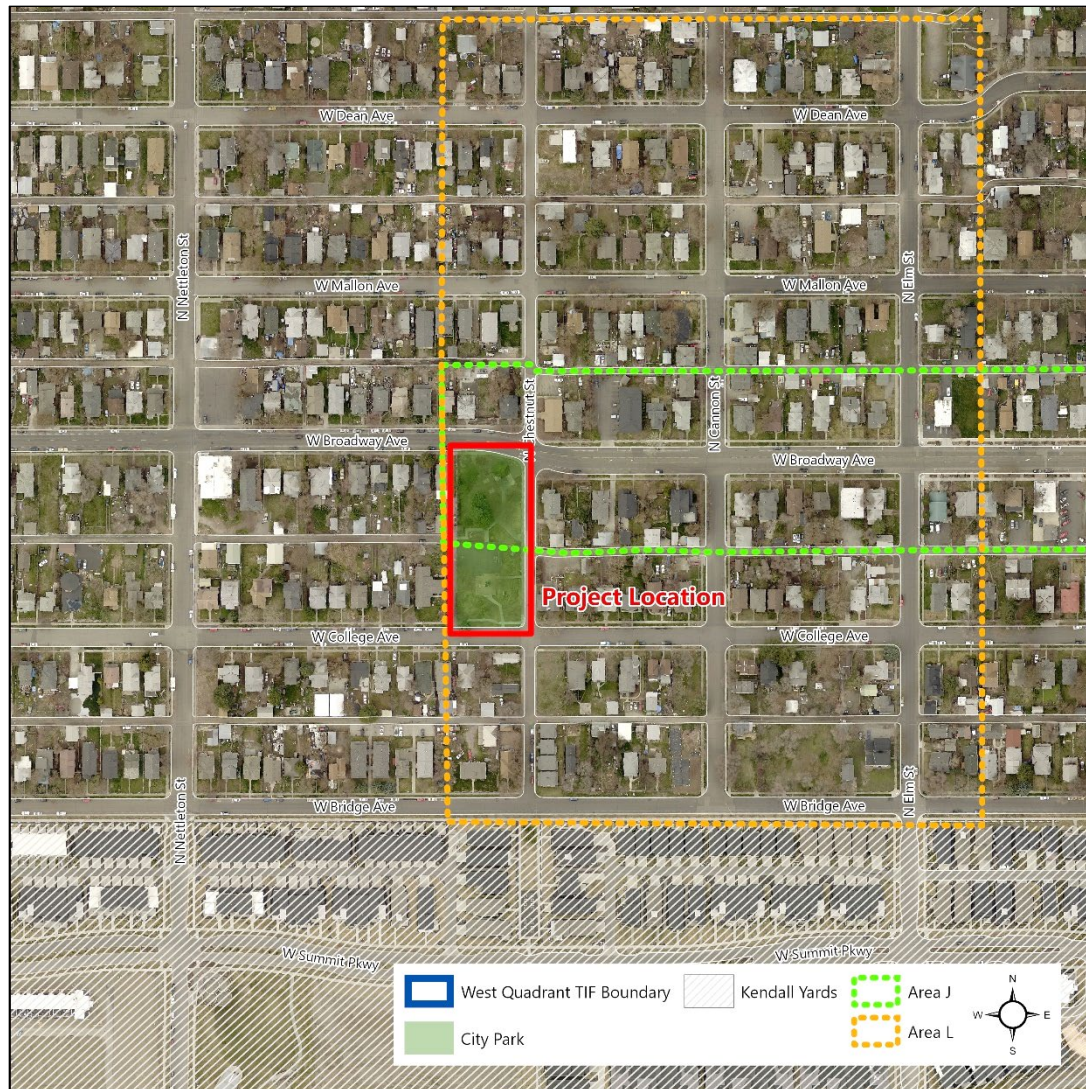 W Dean Ave
W Dean Ave
N Nettleton St
N Elm St
W Mallon Ave
W Mallon Ave
N Chestnut St
N Cannon St
W Broadway Ave
W Broadway Ave
Project Location
W College Ave
W College Ave
W Bridge Ave
W Bridge Ave
N Nettleton St
N Elm St
W Summit Pkwy
W Summit Pkwy
West Quadrant TIF Boundary
Kendall Yards
Area J
City Park
Area L
N
W
E
S